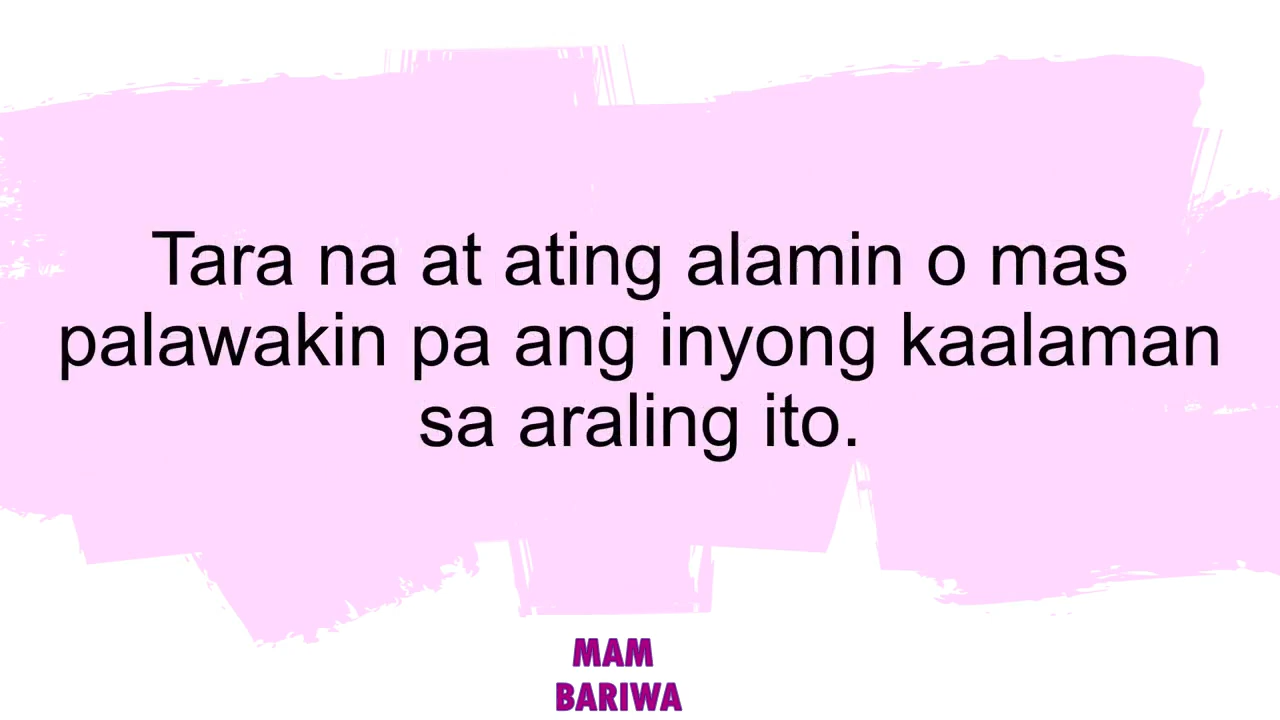 Tara na at ating alamin o mas
palawakin pa ang inyong kaalaman
sa araling ito.
MAM
BARIWA